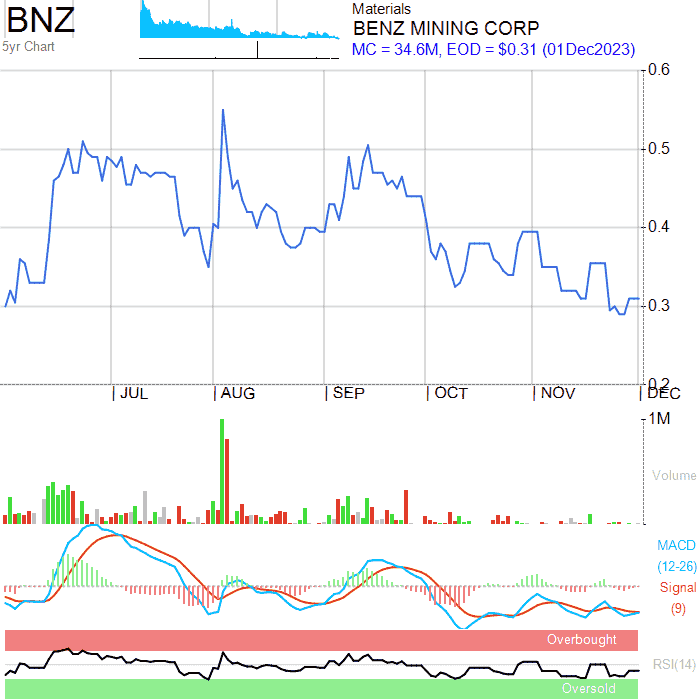 BNZ
5yr Chart
Materials
BENZ MINING CORP
MC = 34.6M, EOD = $0.31 (01Dec2023)
0.6
0.5
0.4
0.3
0.2
JUL AUG SEP OCT NOV DEC
1M
Volume
MACD
(12-26)
Signal
(9)
Overbought
RSI(14)
Oversold